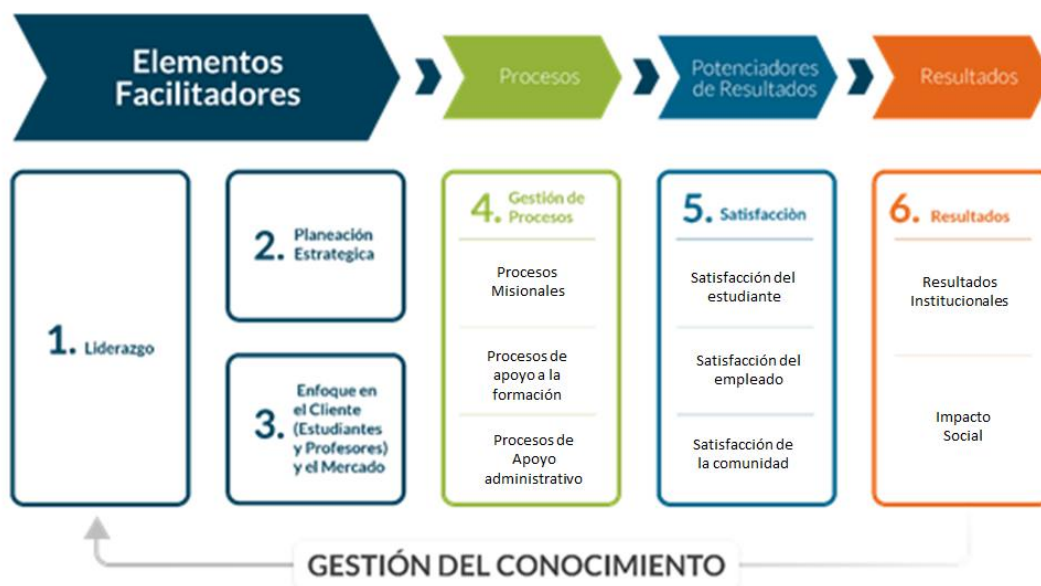 Elementos
Facilitadores
Procesos
Potenciadores
de Resultados
Resultados
1. Liderazgo
2. Planeación
Estrategica
3. Enfoque en
el Cliente
(Estudiantes
y Profesores)
y el Mercado
4. Gestión de
Procesos
Procesos
Misionales
Procesos de
apoyo a la
formación
Procesos de
Apoyo
administrativo
5. Satisfacciòn
Satisfacción del
estudiante
Satisfacción del
empleado
Satisfacción de
la comunidad
6. Resultados
Resultados
Institucionales
Impacto
Social
GESTIÓN DEL CONOCIMIENTO